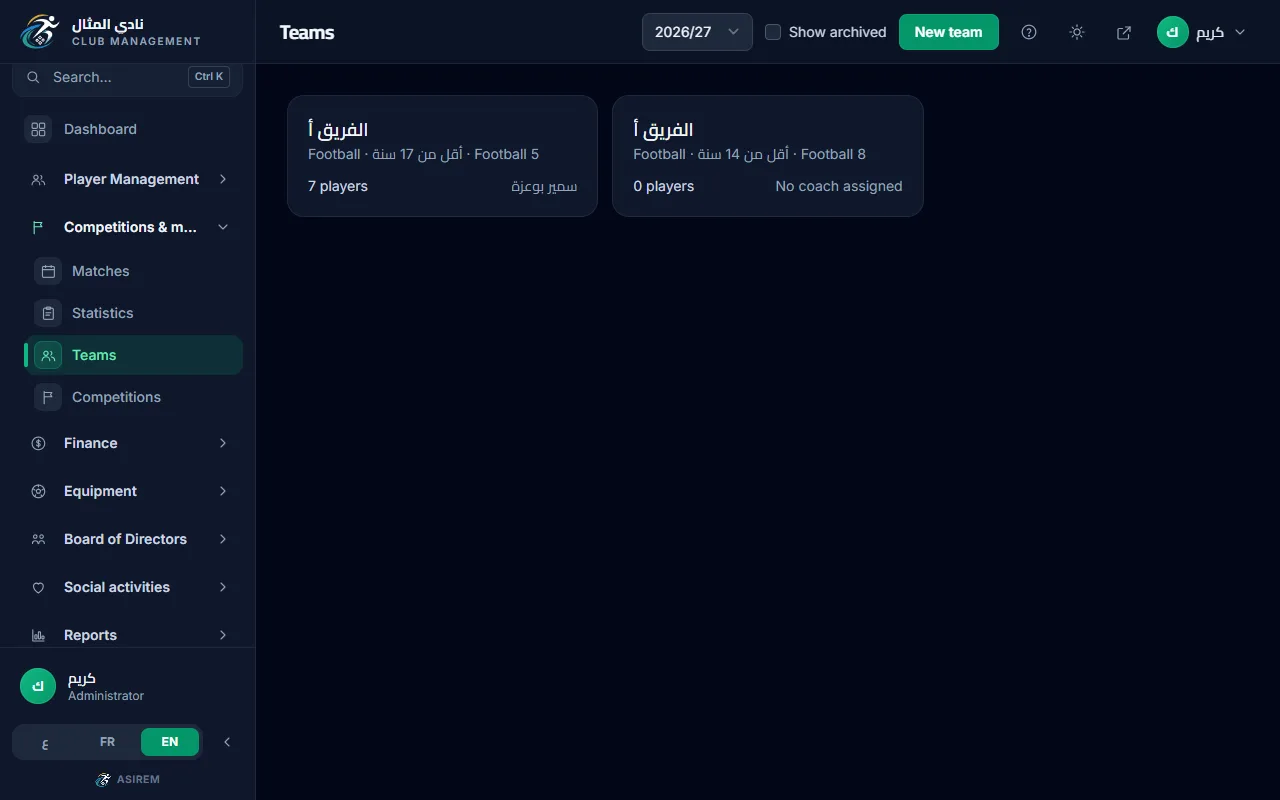 نادي المثال
CLUB MANAGEMENT
Search...
Ctrl K
Dashboard
Player Management
Competitions & m...
Matches
Statistics
Teams
Competitions
Finance
Equipment
Board of Directors
Social activities
Reports
ك
كريم
Administrator
ع
FR
EN
ASIREM
Teams
2026/27
Show archived
New team
ك
كريم
الفريق أ
Football · أقل من 17 سنة · Football 5
7 players
سمير بوعزة
الفريق أ
Football · أقل من 14 سنة · Football 8
0 players
No coach assigned